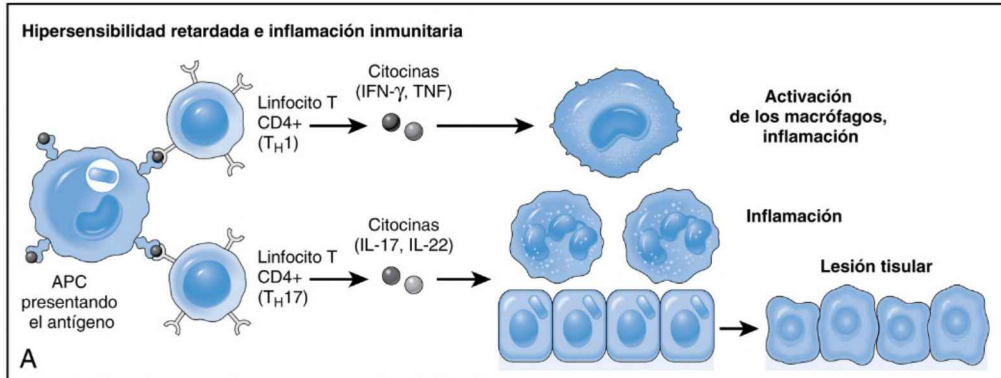 Hipersensibilidad retardada e inflamación inmunitaria
APC
presentando
el antígeno
Linfocito T
CD4+
(TH1)
Citocinas
(IFN-γ, TNF)
Activación
de los macrófagos,
inflamación
Linfocito T
CD4+
(TH17)
Citocinas
(IL-17, IL-22)
Inflamación
Lesión tisular
A